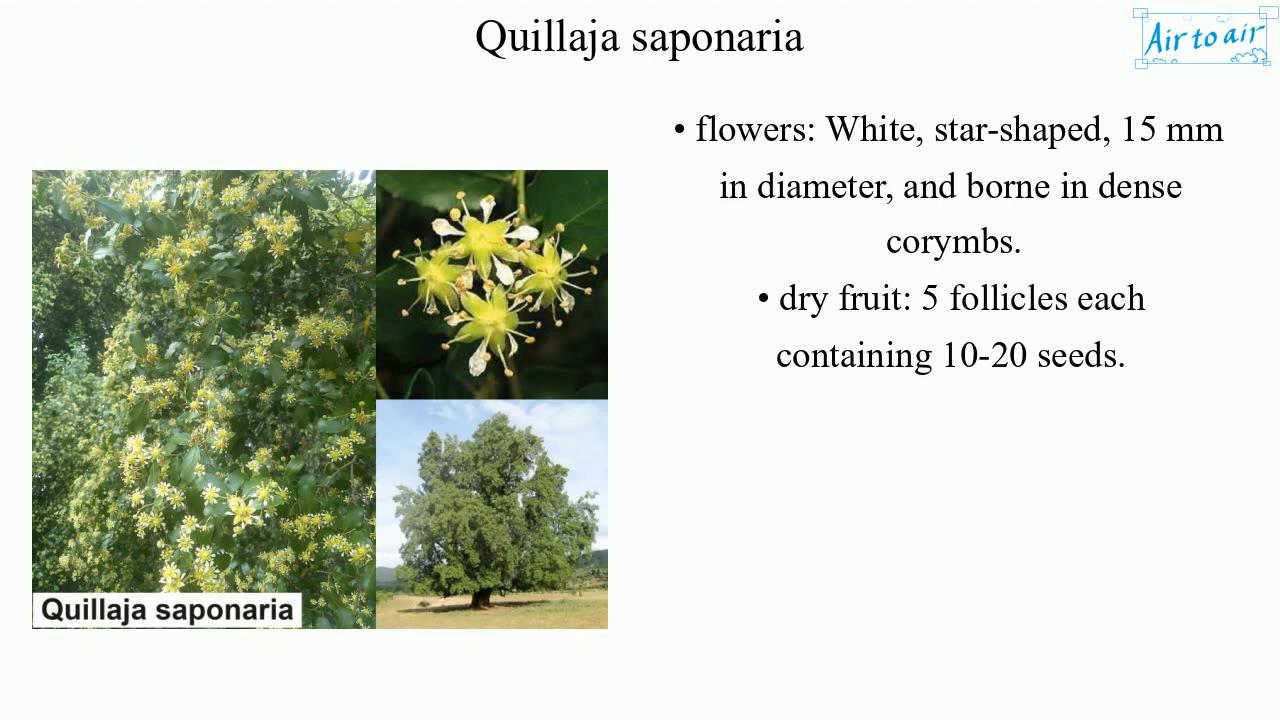 Quillaja saponaria
Air to air
• flowers: White, star-shaped, 15 mm
in diameter, and borne in dense
corymbs.
• dry fruit: 5 follicles each
containing 10-20 seeds.
Quillaja saponaria